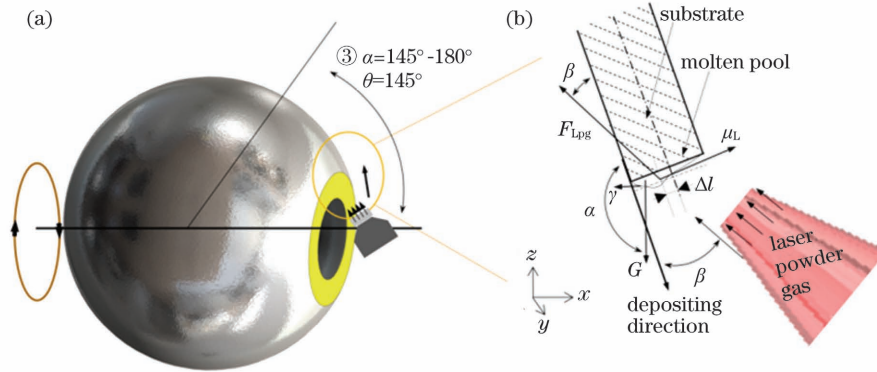 (a)
③ α=145° -180°
θ=145°
(b)
substrate
molten pool
β
F_Lpg
μ_L
Δl
γ
α
G
β
laser
powder
gas
depositing
direction
z
x
y